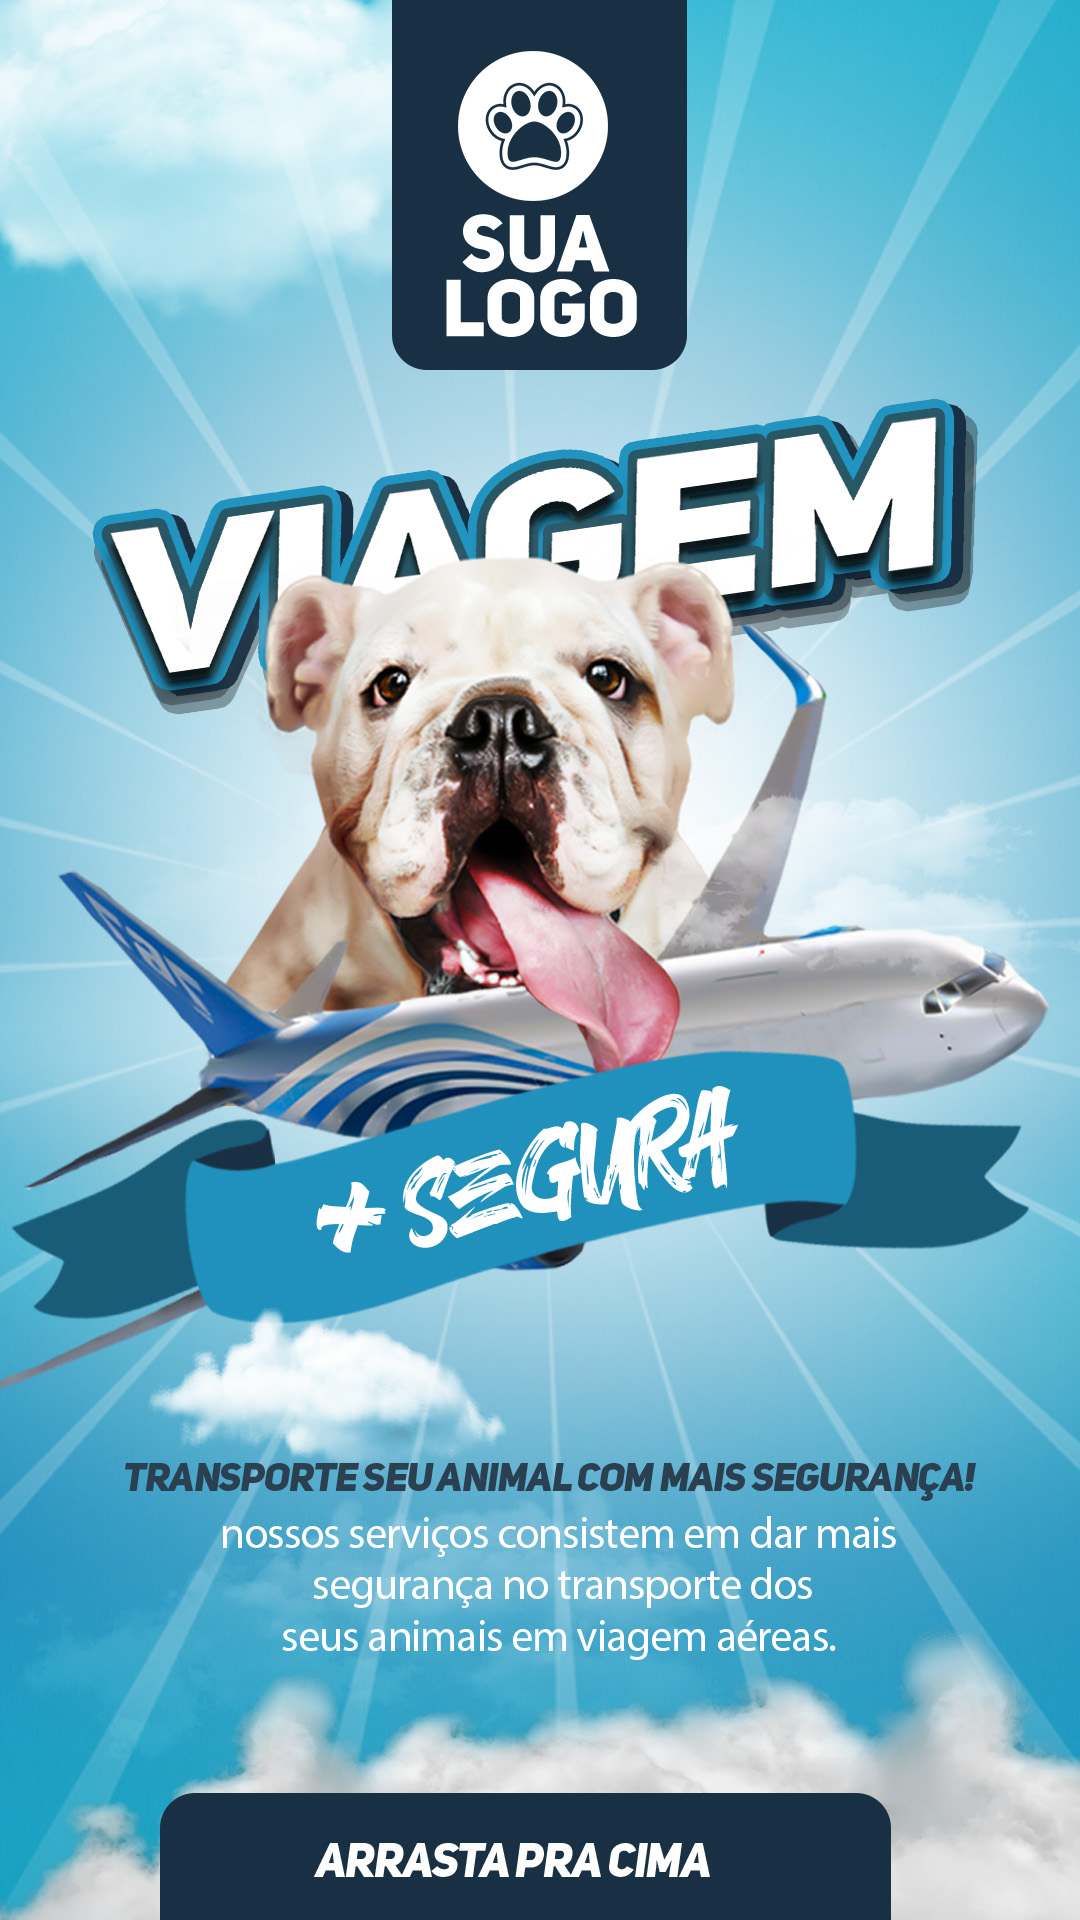 SUA
LOGO
VIAGEM
+ SEGURA
TRANSPORTE SEU ANIMAL COM MAIS SEGURANÇA!
nossos serviços consistem em dar mais
segurança no transporte dos
seus animais em viagem aéreas.
ARRASTA PRA CIMA